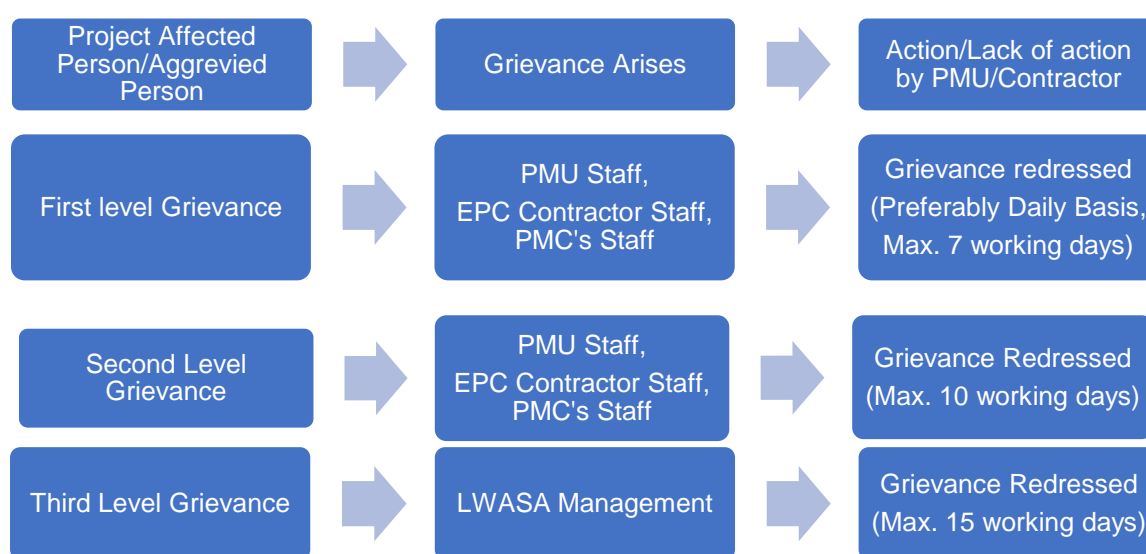 Project Affected
Person/Aggrevied
Person
Grievance Arises
Action/Lack of action
by PMU/Contractor
First level Grievance
PMU Staff,
EPC Contractor Staff,
PMC's Staff
Grievance redressed
(Preferably Daily Basis,
Max. 7 working days)
Second Level
Grievance
PMU Staff,
EPC Contractor Staff,
PMC's Staff
Grievance Redressed
(Max. 10 working days)
Third Level Grievance
LWASA Management
Grievance Redressed
(Max. 15 working days)